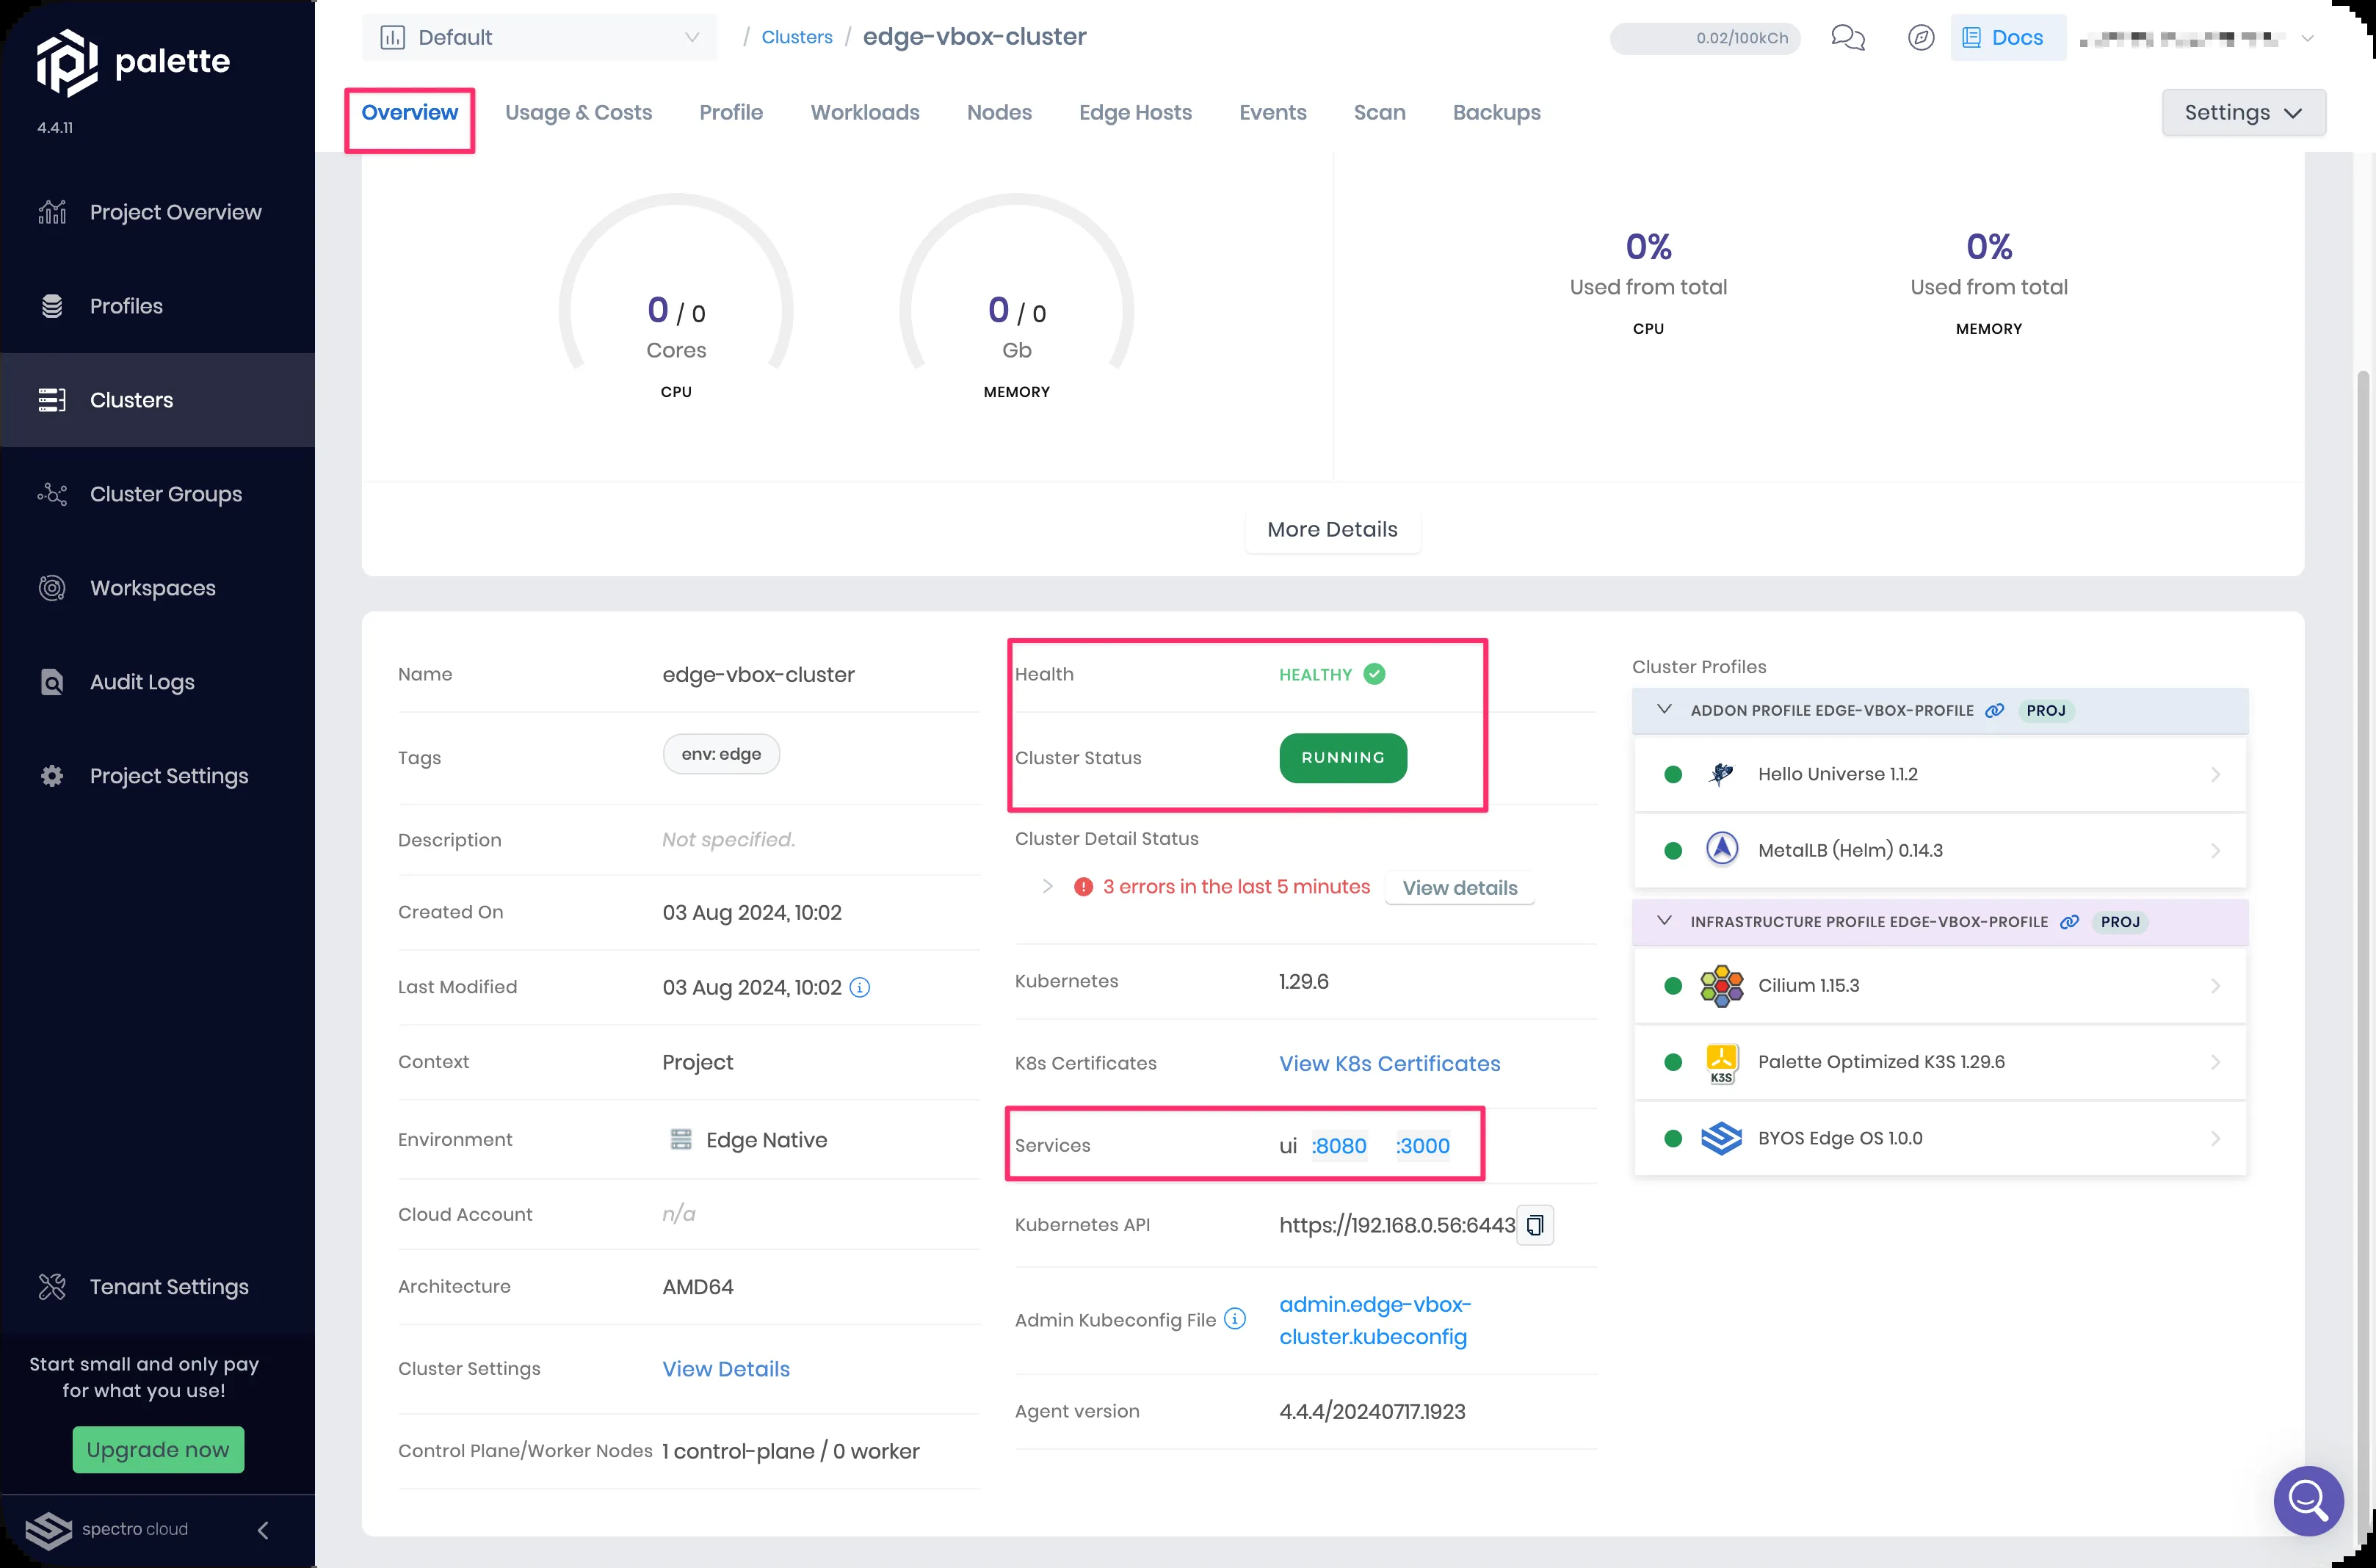 palette
4.4.11
Project Overview
Profiles
Clusters
Cluster Groups
Workspaces
Audit Logs
Project Settings
Tenant Settings
Start small and only pay
for what you use!
Upgrade now
spectro cloud
Default / Clusters / edge-vbox-cluster
0.02/100kCh
Docs
Overview Usage & Costs Profile Workloads Nodes Edge Hosts Events Scan Backups
Settings
0 / 0
Cores
CPU
0 / 0
Gb
MEMORY
0%
Used from total
CPU
0%
Used from total
MEMORY
More Details
Name edge-vbox-cluster
Tags env: edge
Description Not specified.
Created On 03 Aug 2024, 10:02
Last Modified 03 Aug 2024, 10:02
Context Project
Environment Edge Native
Cloud Account n/a
Architecture AMD64
Cluster Settings View Details
Control Plane/Worker Nodes 1 control-plane / 0 worker
Health HEALTHY
Cluster Status RUNNING
Cluster Detail Status
3 errors in the last 5 minutes View details
Kubernetes 1.29.6
K8s Certificates View K8s Certificates
Services ui :8080 :3000
Kubernetes API https://192.168.0.56:6443
Admin Kubeconfig File admin.edge-vbox-
cluster.kubeconfig
Agent version 4.4.4/20240717.1923
Cluster Profiles
ADDON PROFILE EDGE-VBOX-PROFILE PROJ
Hello Universe 1.1.2
MetalLB (Helm) 0.14.3
INFRASTRUCTURE PROFILE EDGE-VBOX-PROFILE PROJ
Cilium 1.15.3
K3S
Palette Optimized K3S 1.29.6
BYOS Edge OS 1.0.0